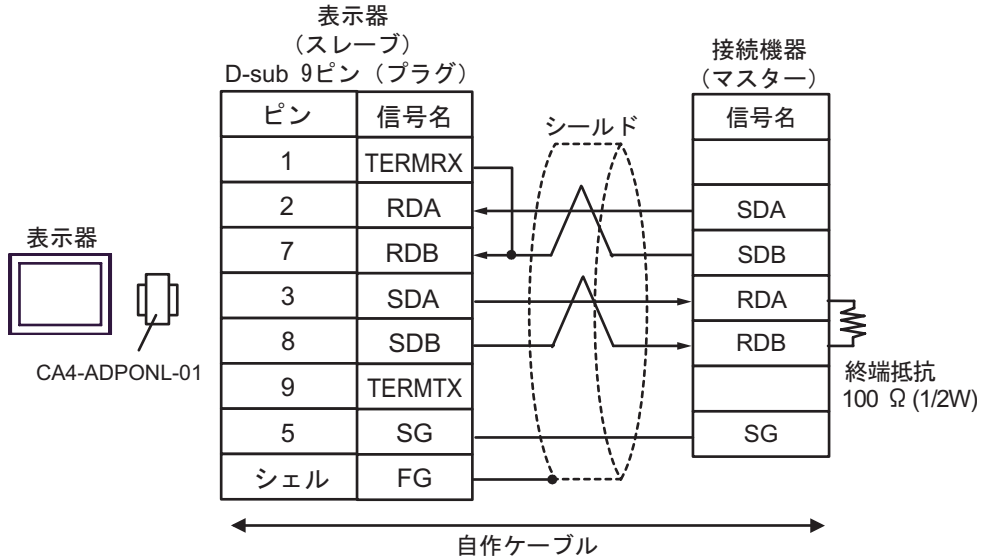 表示器
（スレーブ）
D-sub 9ピン（プラグ）
接続機器
（マスター）
ピン 信号名
シールド
信号名
1 TERMRX
2 RDA
SDA
7 RDB
SDB
3 SDA
RDA
8 SDB
RDB
9 TERMTX
5 SG
SG
シェル FG
表示器
CA4-ADPONL-01
終端抵抗
100 Ω (1/2W)
自作ケーブル